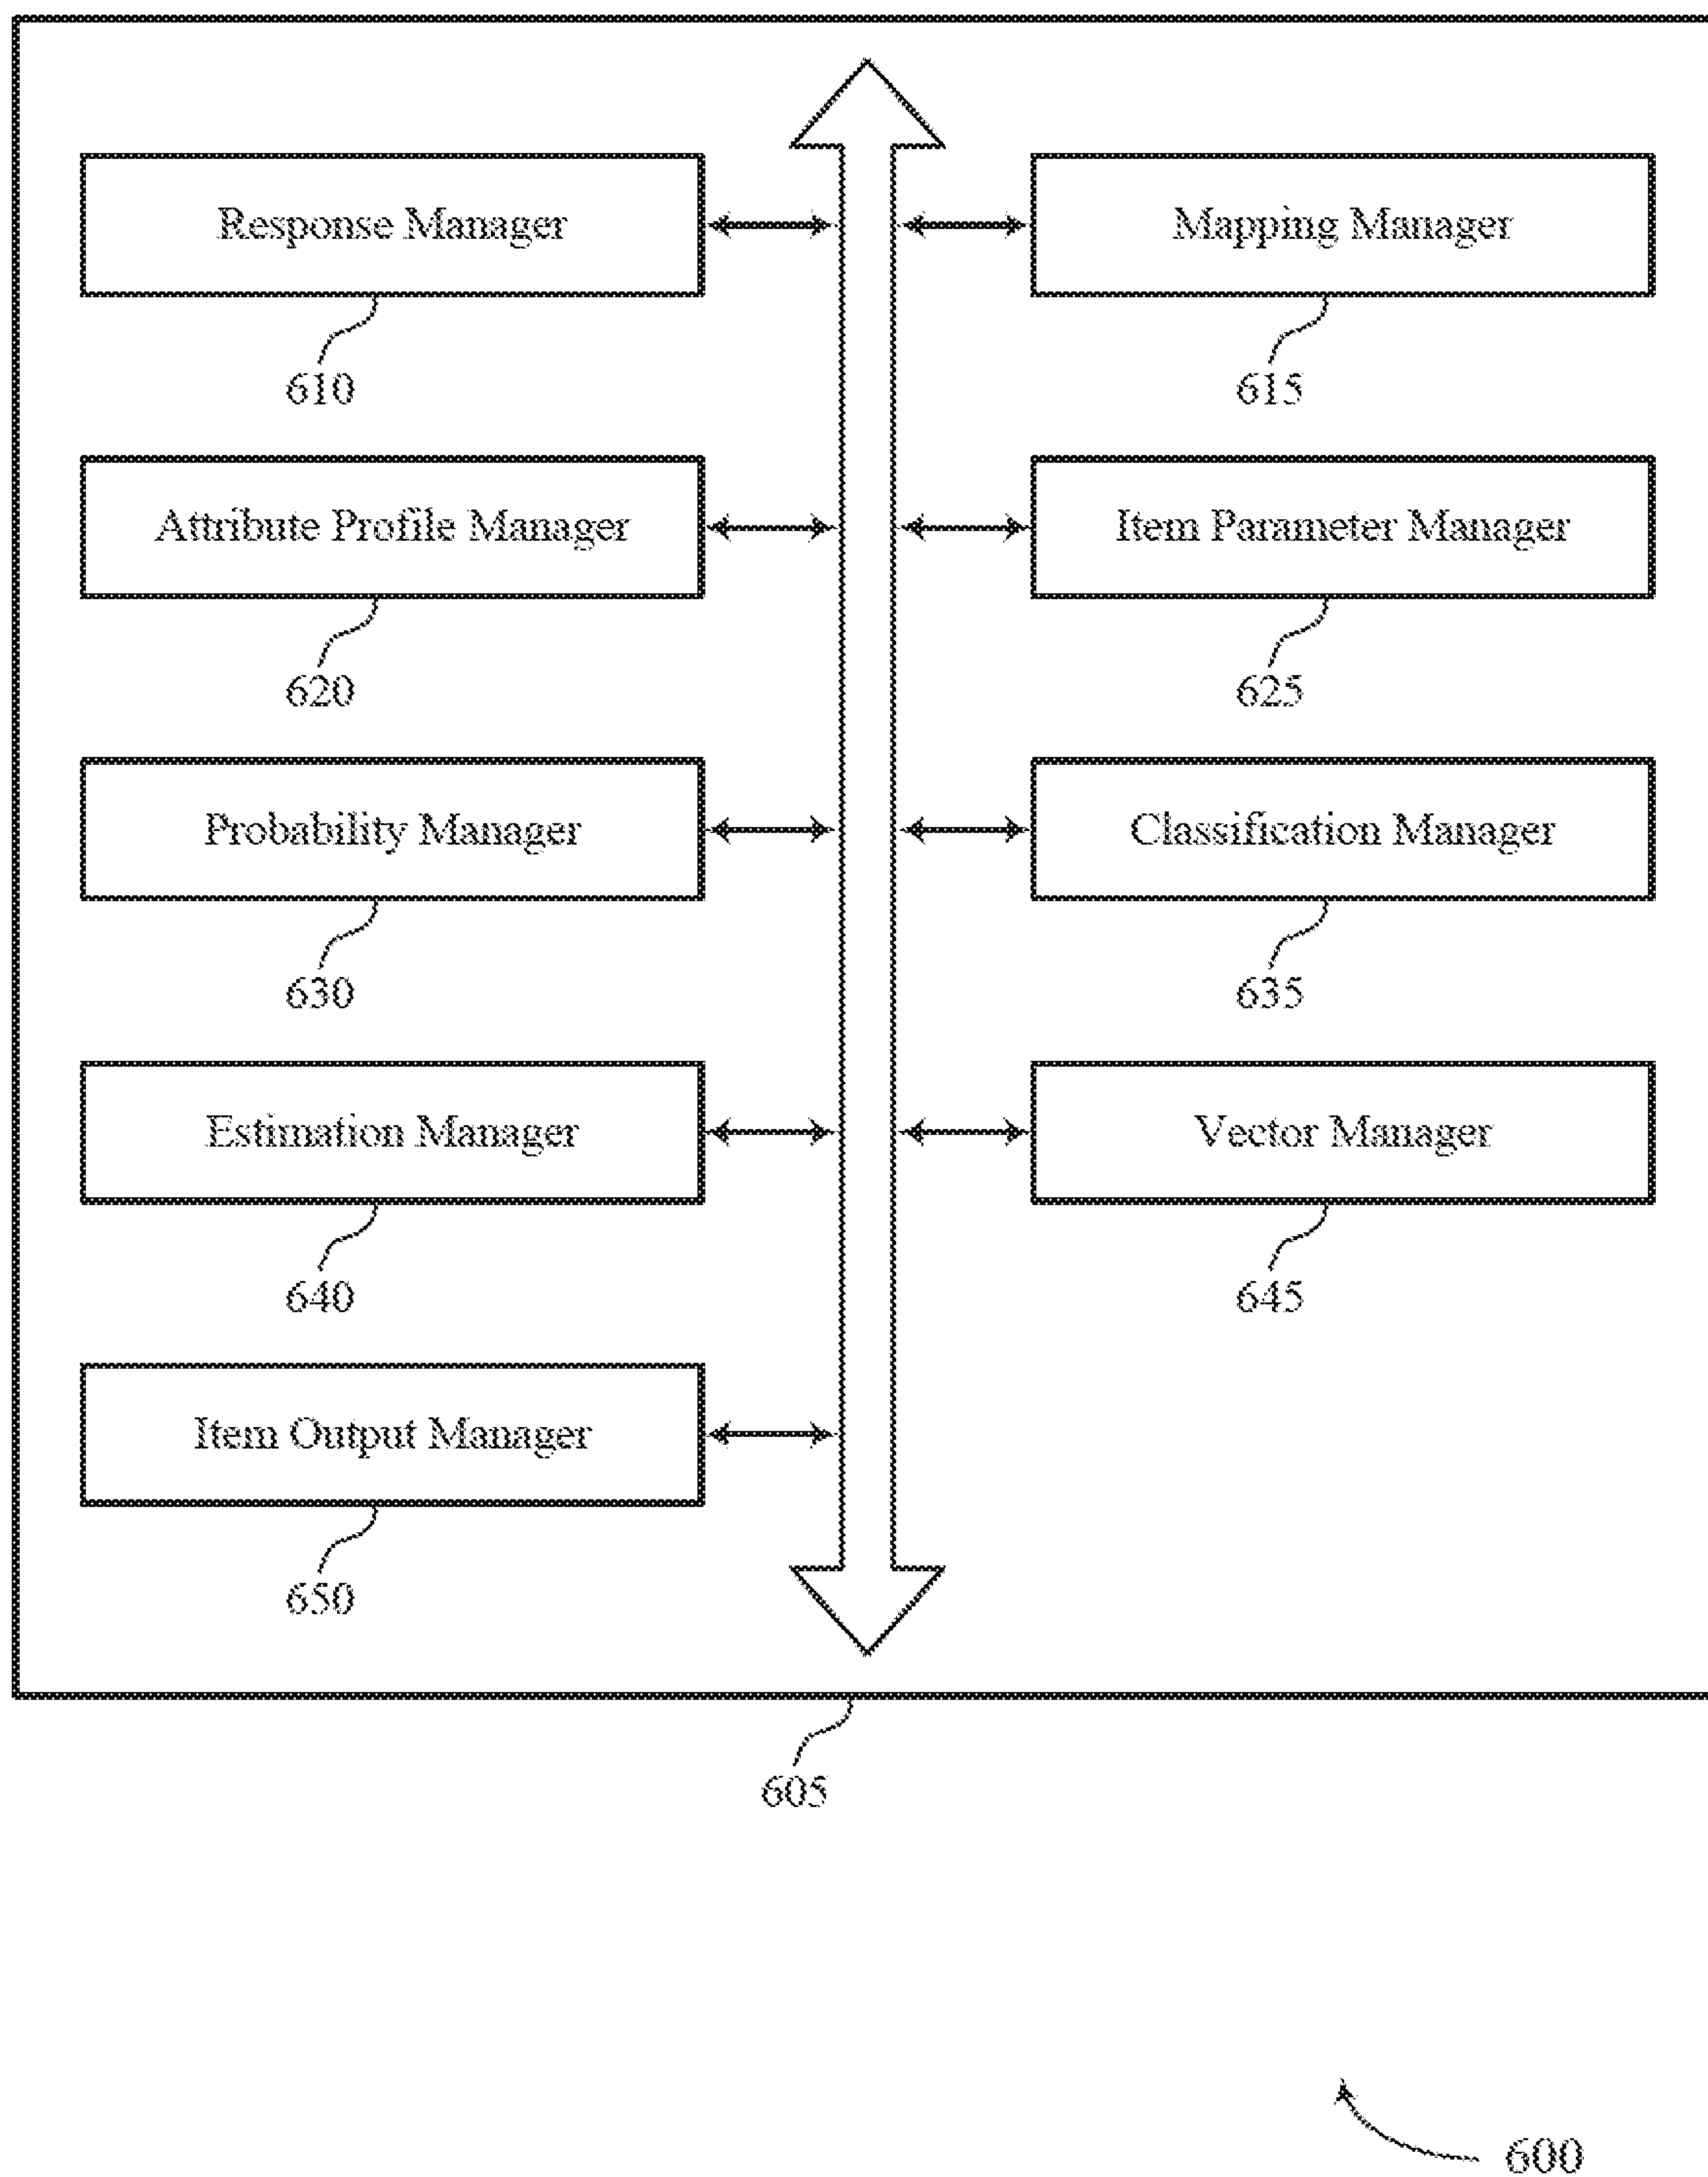 Response Manager
Mapping Manager
610
615
Attribute Profile Manager
Item Parameter Manager
620
625
Probability Manager
Classification Manager
630
635
Estimation Manager
Vector Manager
640
645
Item Output Manager
650
605
600